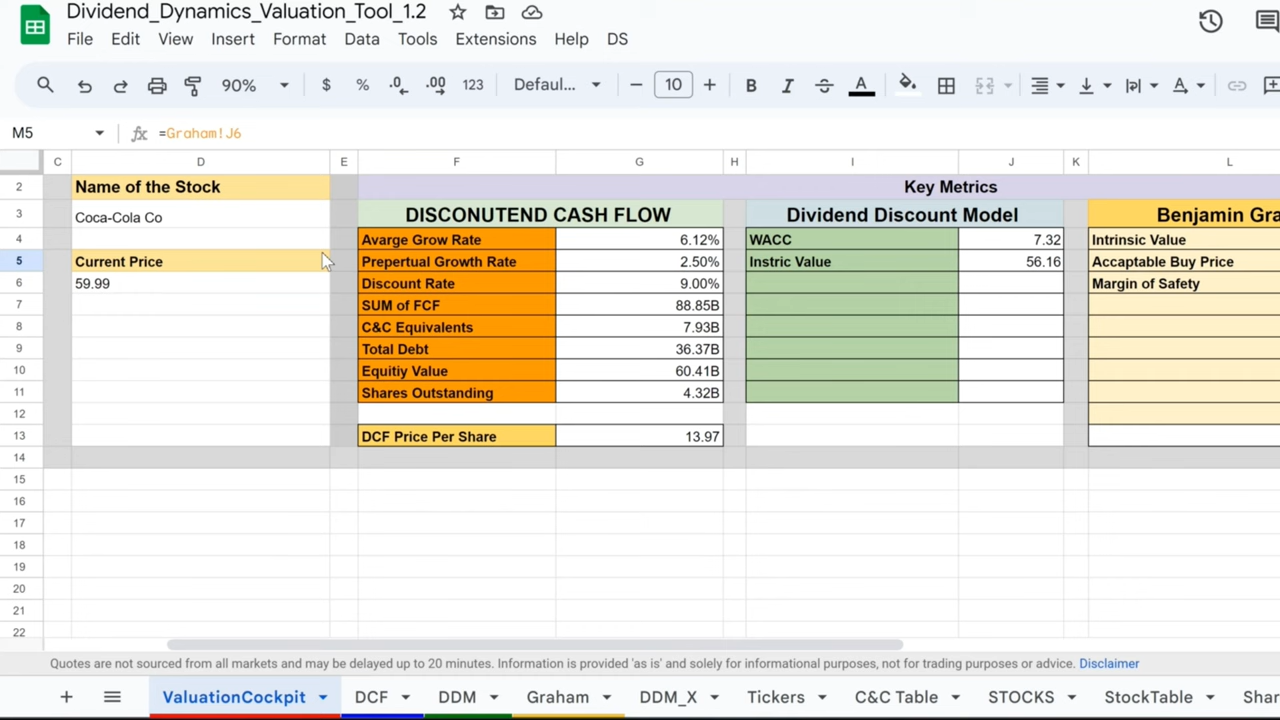 Dividend_Dynamics_Valuation_Tool_1.2
File Edit View Insert Format Data Tools Extensions Help DS
90% $ % .0 .00 123 Defaul... 10 B I A A
M5 fx =Graham!J6
C D E F G H I J K L
2 Name of the Stock Key Metrics
3 Coca-Cola Co DISCONUTEND CASH FLOW Dividend Discount Model Benjamin Gra
4 Avarge Grow Rate 6.12% WACC 7.32 Intrinsic Value
5 Current Price Prepertual Growth Rate 2.50% Instric Value 56.16 Accaptable Buy Price
6 59.99 Discount Rate 9.00% Margin of Safety
7 SUM of FCF 88.85B
8 C&C Equivalents 7.93B
9 Total Debt 36.37B
10 Equitiy Value 60.41B
11 Shares Outstanding 4.32B
12
13 DCF Price Per Share 13.97
14
15
16
17
18
19
20
21
22
Quotes are not sourced from all markets and may be delayed up to 20 minutes. Information is provided 'as is' and solely for informational purposes, not for trading purposes or advice. Disclaimer
ValuationCockpit DCF DDM Graham DDM_X Tickers C&C Table STOCKS StockTable Shar